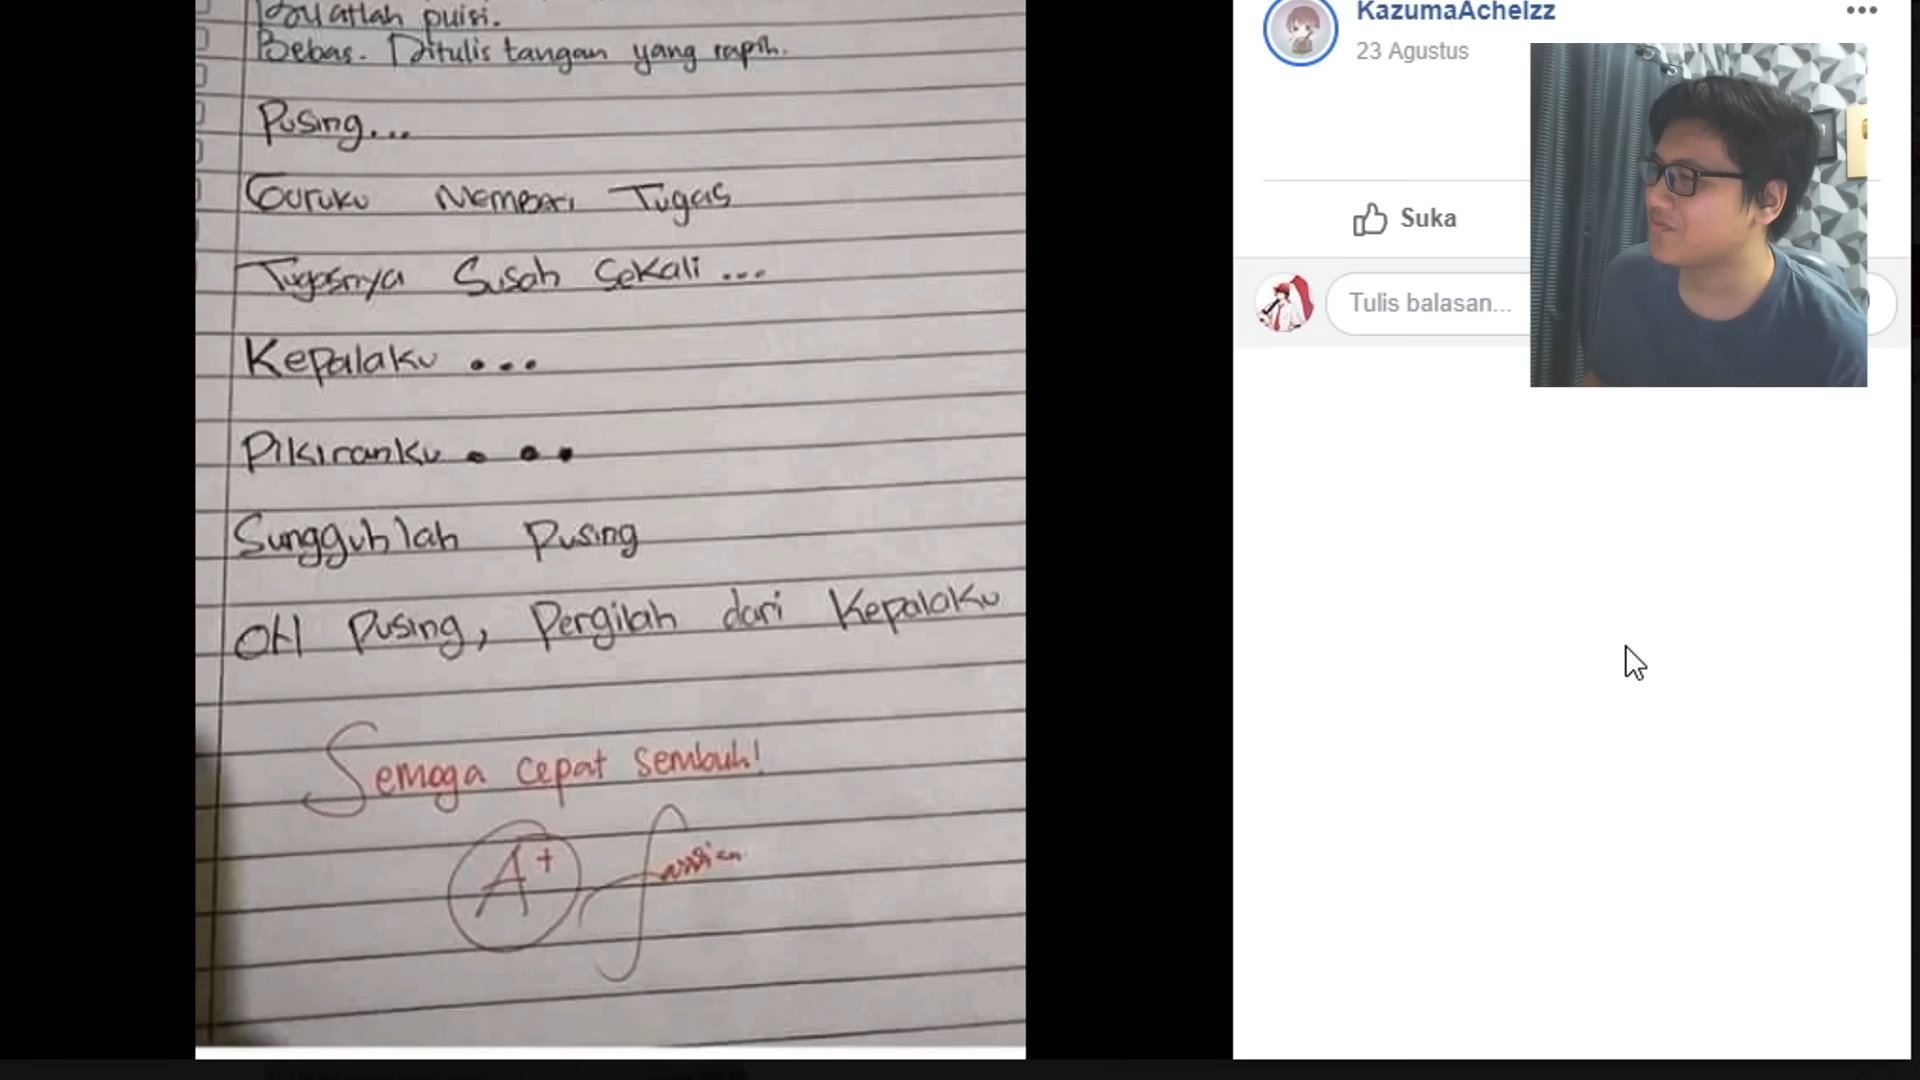 Buatlah puisi.
Bebas. Ditulis tangan yang rapih.
Pusing...
Guruku Memberi Tugas
Tugasnya Susah Sekali ...
Kepalaku ...
Pikiranku ...
Sungguhlah Pusing
OH Pusing, Pergilah dari Kepalaku
Semoga cepat sembuh!
A+
KazumaAchelzz
23 Agustus
Suka
Tulis balasan...